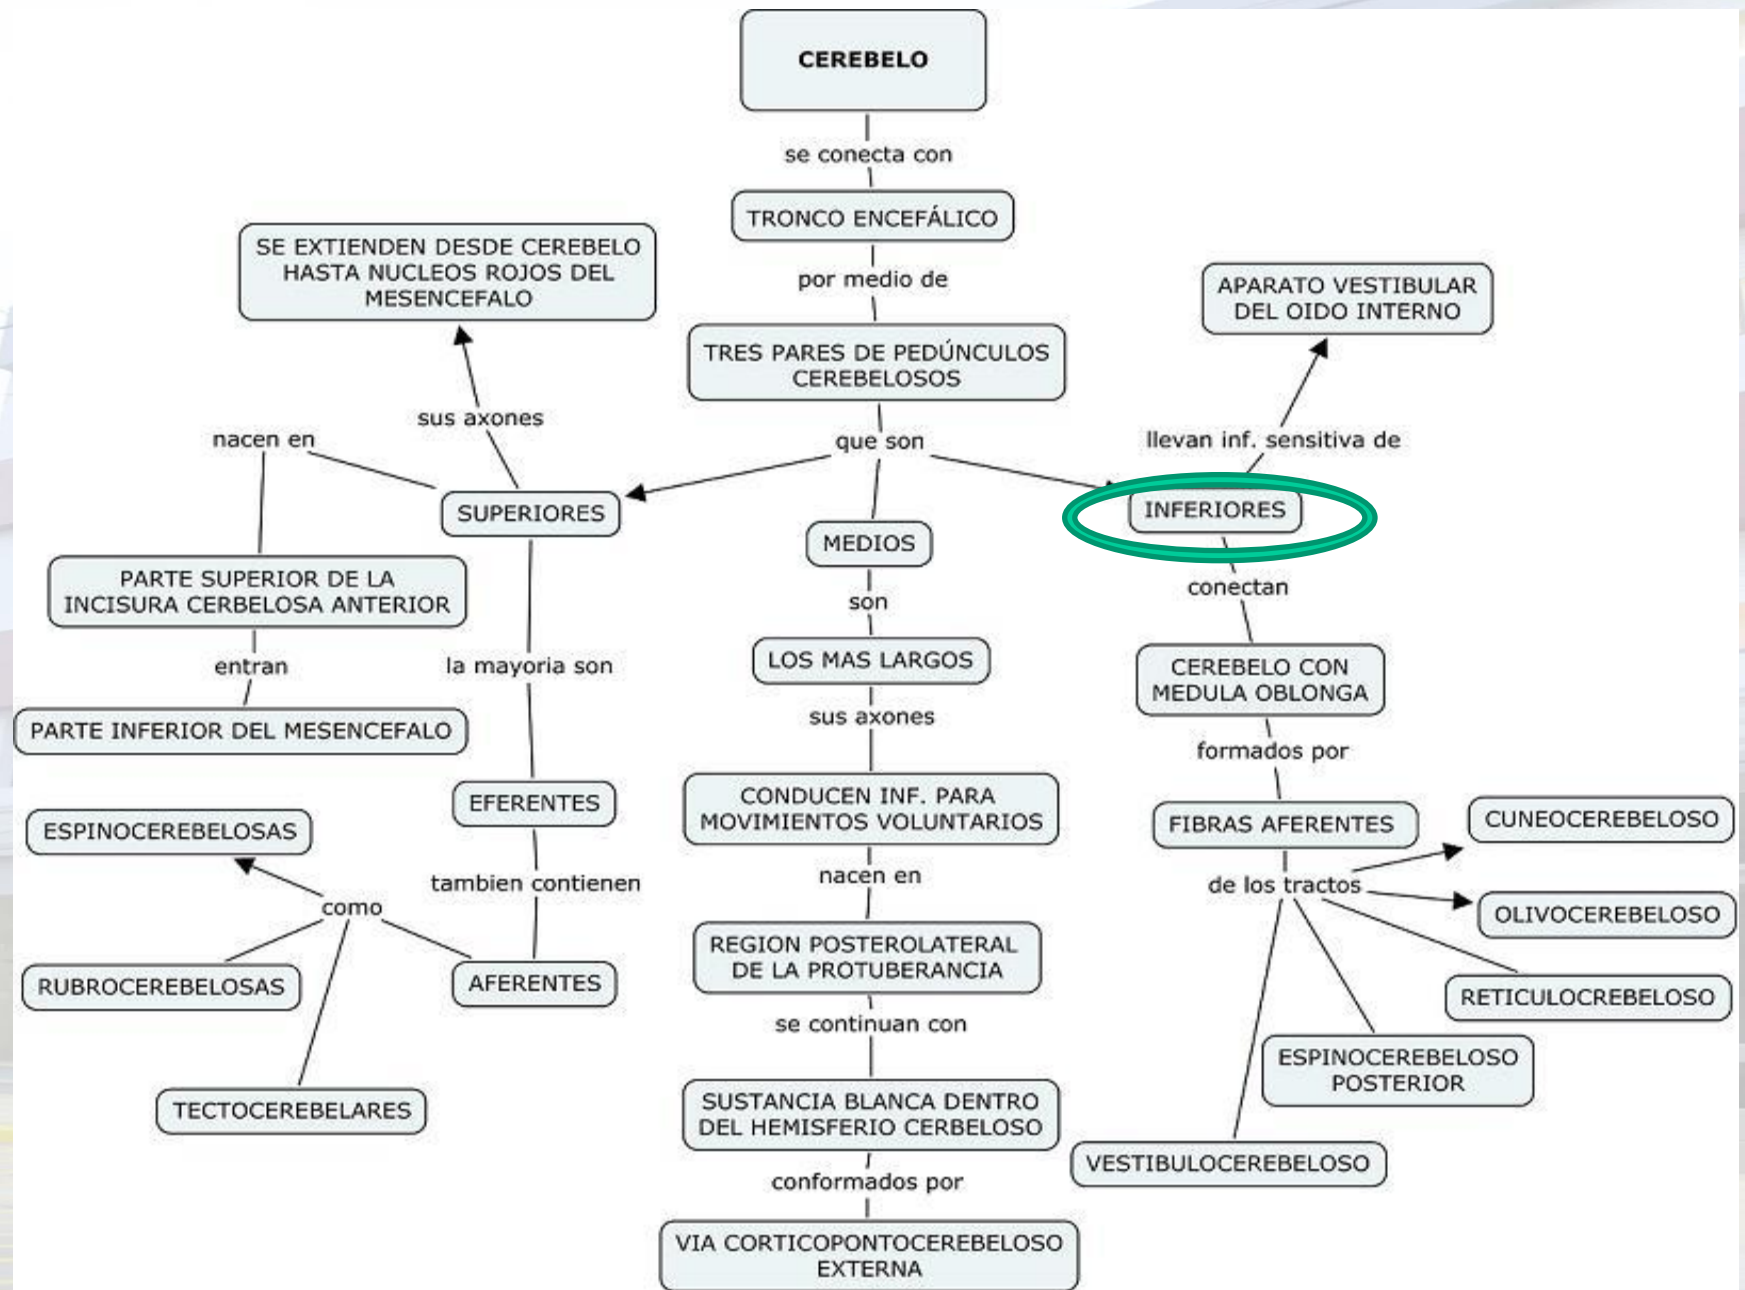 CEREBELO
se conecta con
TRONCO ENCEFÁLICO
por medio de
TRES PARES DE PEDÚNCULOS
CEREBELOSOS
que son
SE EXTIENDEN DESDE CEREBELO
HASTA NUCLEOS ROJOS DEL
MESENCEFALO
sus axones
nacen en
SUPERIORES
PARTE SUPERIOR DE LA
INCISURA CERBELOSA ANTERIOR
entran
PARTE INFERIOR DEL MESENCEFALO
la mayoria son
EFERENTES
tambien contienen
AFERENTES
como
ESPINOCEREBELOSAS
RUBROCEREBELOSAS
TECTOCEREBELARES
MEDIOS
son
LOS MAS LARGOS
sus axones
CONDUCEN INF. PARA
MOVIMIENTOS VOLUNTARIOS
nacen en
REGION POSTEROLATERAL
DE LA PROTUBERANCIA
se continuan con
SUSTANCIA BLANCA DENTRO
DEL HEMISFERIO CERBELOSO
conformados por
VIA CORTICOPONTOCEREBELOSO
EXTERNA
APARATO VESTIBULAR
DEL OIDO INTERNO
llevan inf. sensitiva de
INFERIORES
conectan
CEREBELO CON
MEDULA OBLONGA
formados por
FIBRAS AFERENTES
de los tractos
CUNEOCEREBELOSO
OLIVOCEREBELOSO
RETICULOCREBELOSO
ESPINOCEREBELOSO
POSTERIOR
VESTIBULOCEREBELOSO